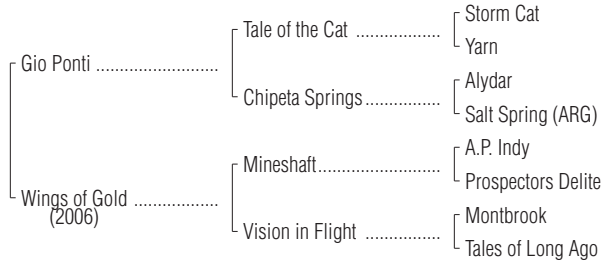 Storm Cat
Tale of the Cat ..................
Yarn
Gio Ponti ..........................
Alydar
Chipeta Springs................
Salt Spring (ARG)
A.P. Indy
Mineshaft..........................
Prospectors Delite
Wings of Gold ..................
(2006)
Montbrook
Vision in Flight ................
Tales of Long Ago